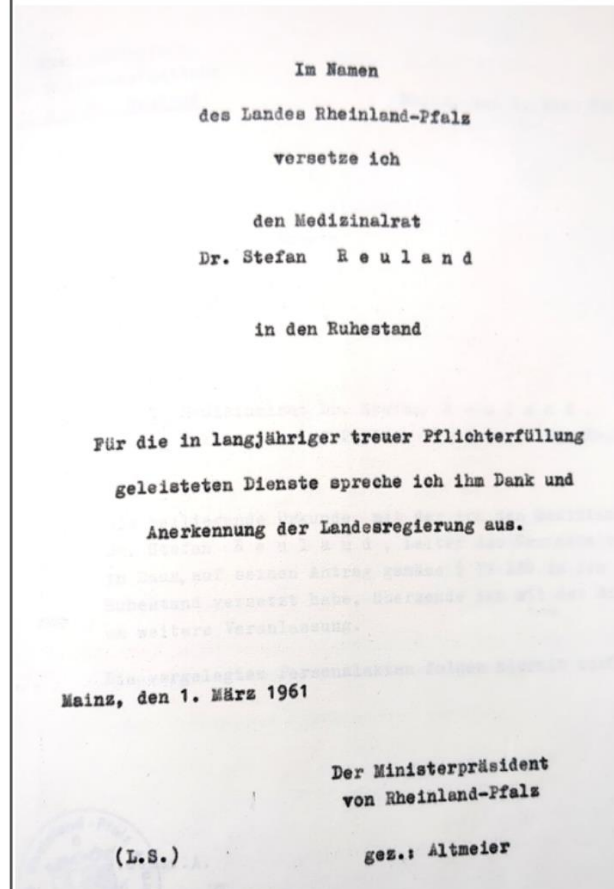 Im Namen
des Landes Rheinland-Pfalz
versetze ich
den Medizinalrat
Dr. Stefan R e u l a n d
in den Ruhestand
Für die in langjähriger treuer Pflichterfüllung
geleisteten Dienste spreche ich ihm Dank und
Anerkennung der Landesregierung aus.
Mainz, den 1. März 1961
Der Ministerpräsident
von Rheinland-Pfalz
(L.S.) gez.: Altmeier